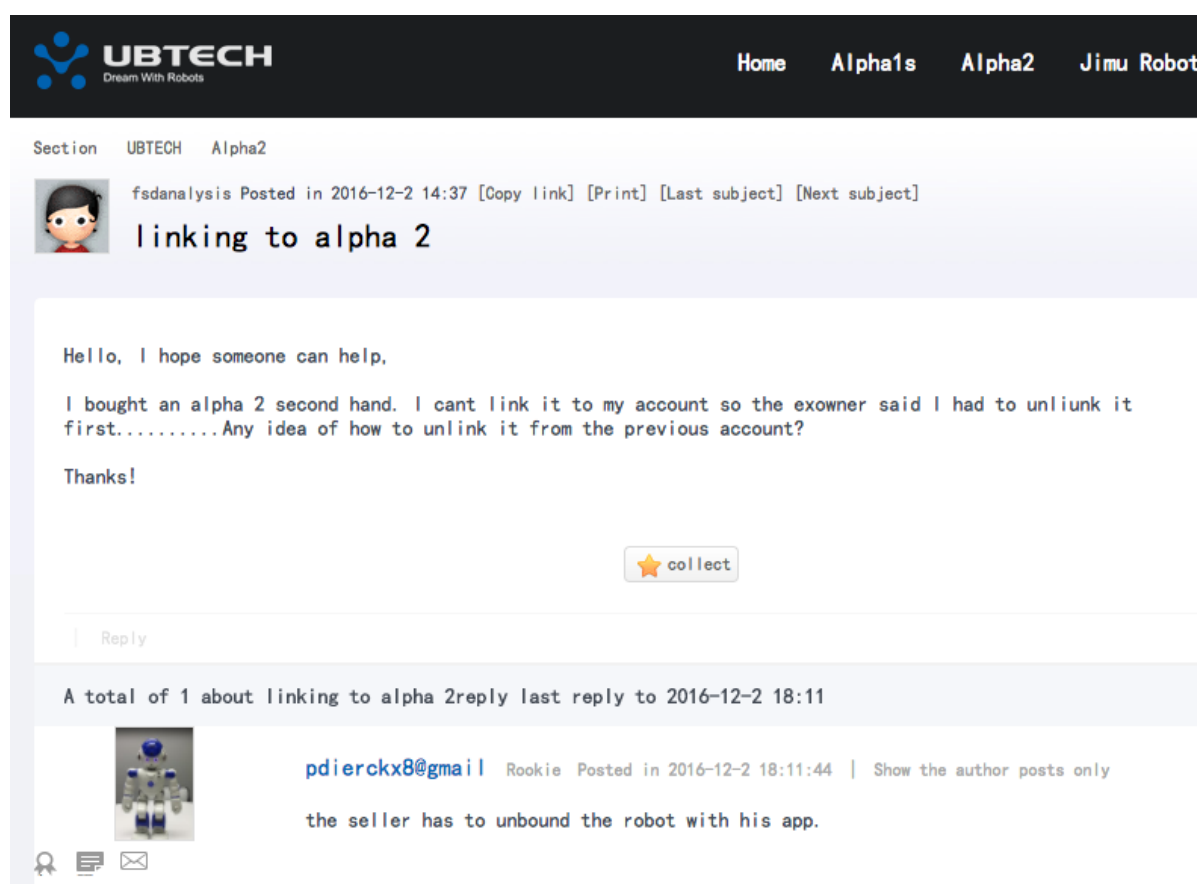 UBTECH
Dream With Robots
Home Alpha1s Alpha2 Jimu Robot
Section UBTECH Alpha2
fsdanalysis Posted in 2016-12-2 14:37 [Copy link] [Print] [Last subject] [Next subject]
linking to alpha 2
Hello, I hope someone can help,
I bought an alpha 2 second hand. I cant link it to my account so the exowner said I had to unliunk it
first..........Any idea of how to unlink it from the previous account?
Thanks!
collect
Reply
A total of 1 about linking to alpha 2reply last reply to 2016-12-2 18:11
pdierckx8@gmail Rookie Posted in 2016-12-2 18:11:44 | Show the author posts only
the seller has to unbound the robot with his app.